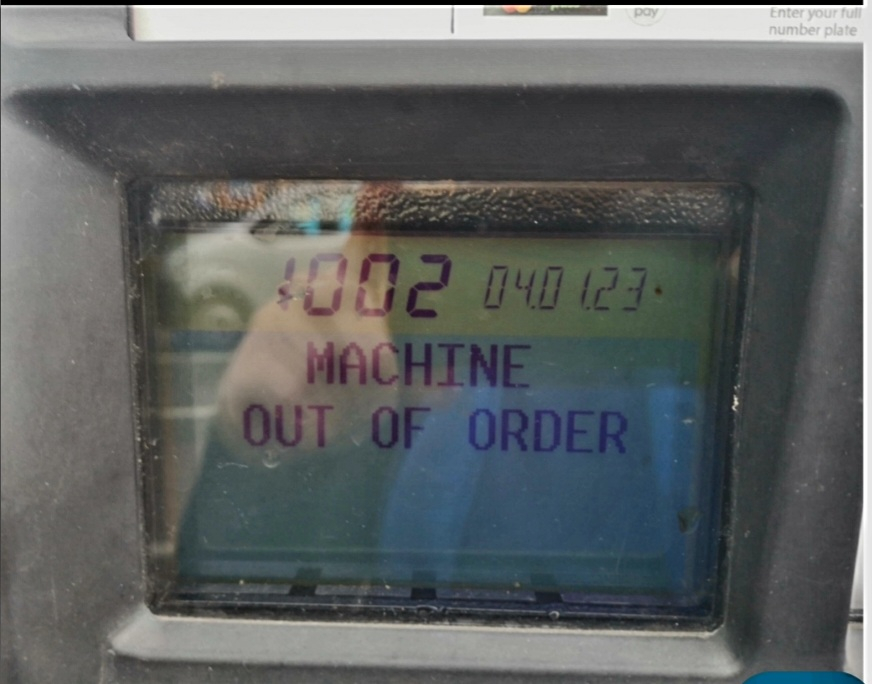 pay
Enter your full
number plate
1002 04.01.23
MACHINE
OUT OF ORDER